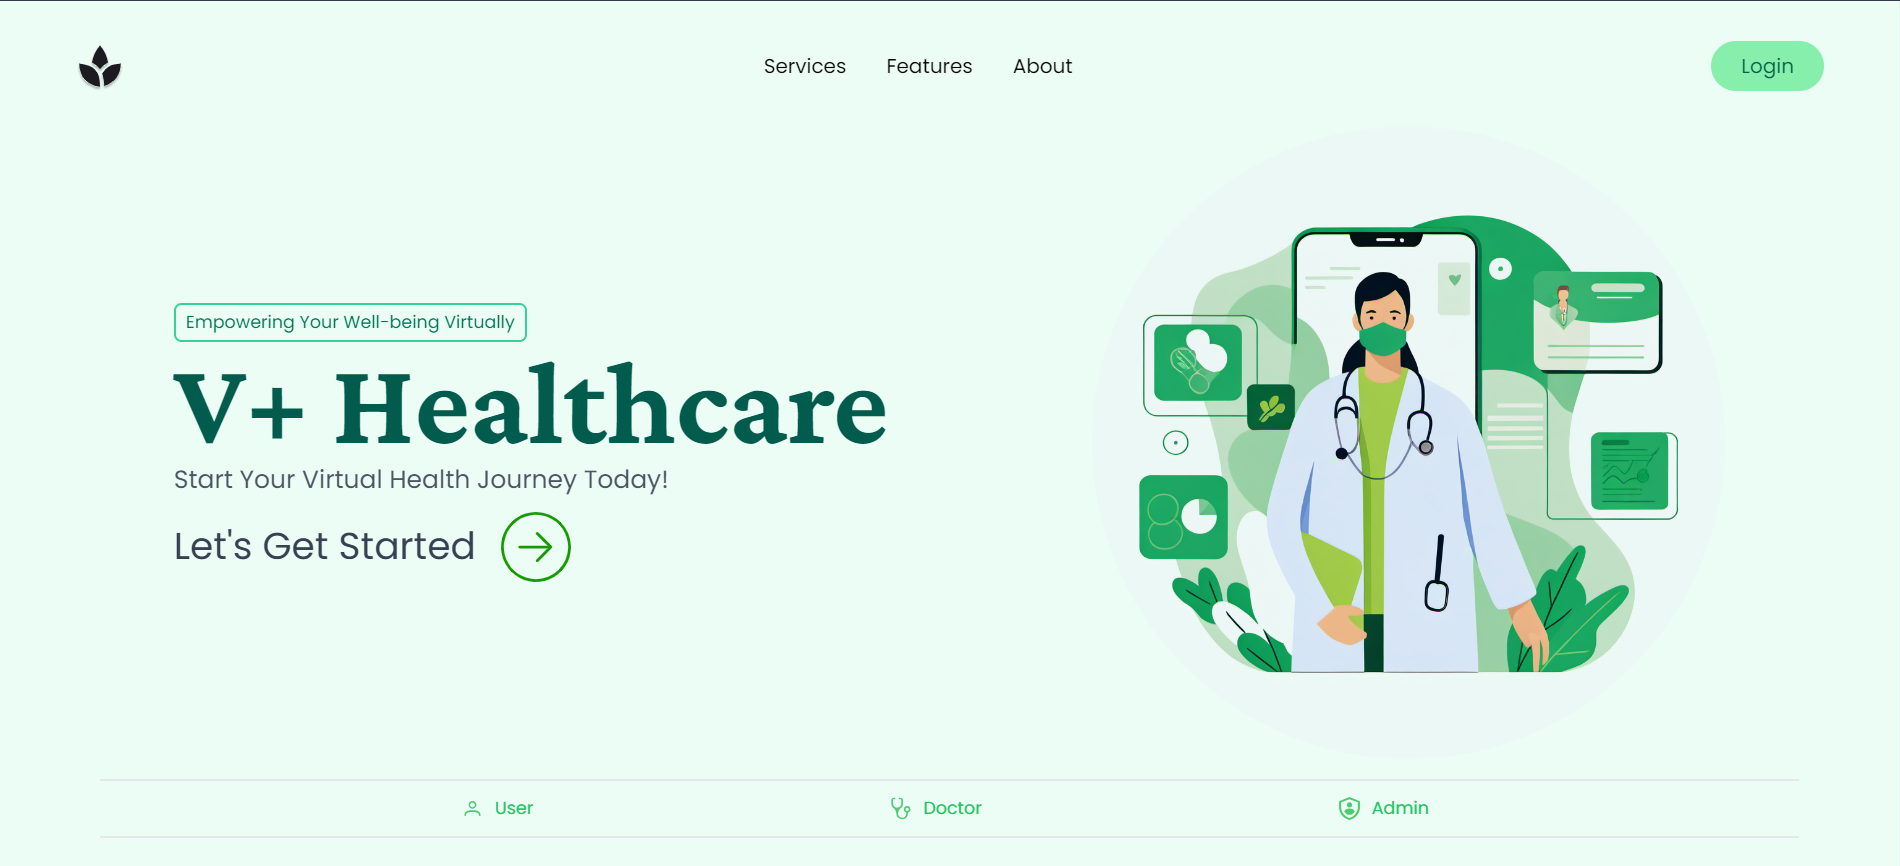 Services Features About Login
Empowering Your Well-being Virtually
V+ Healthcare
Start Your Virtual Health Journey Today!
Let's Get Started
User Doctor Admin